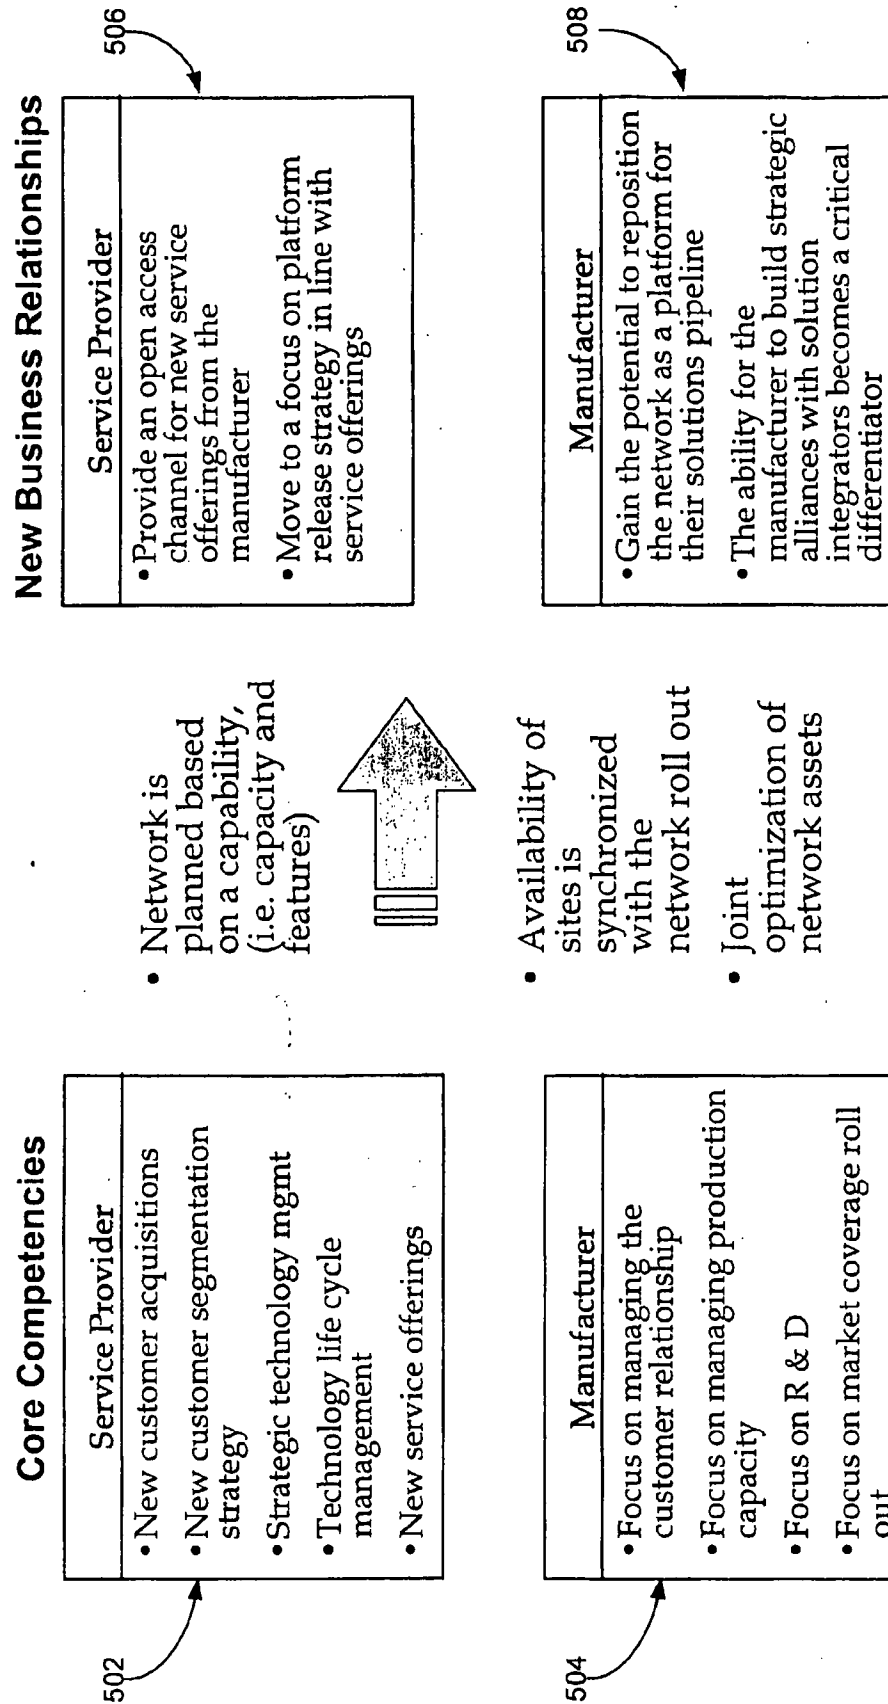 Core Competencies
502
Service Provider
• New customer acquisitions
• New customer segmentation
strategy
• Strategic technology mgmt
• Technology life cycle
management
• New service offerings
504
Manufacturer
• Focus on managing the
customer relationship
• Focus on managing production
capacity
• Focus on R & D
• Focus on market coverage roll
out
• Network is
planned based
on a capability,
(i.e. capacity and
features)
• Availability of
sites is
synchronized
with the
network roll out
• Joint
optimization of
network assets
New Business Relationships
506
Service Provider
• Provide an open access
channel for new service
offerings from the
manufacturer
• Move to a focus on platform
release strategy in line with
service offerings
508
Manufacturer
• Gain the potential to reposition
the network as a platform for
their solutions pipeline
• The ability for the
manufacturer to build strategic
alliances with solution
integrators becomes a critical
differentiator